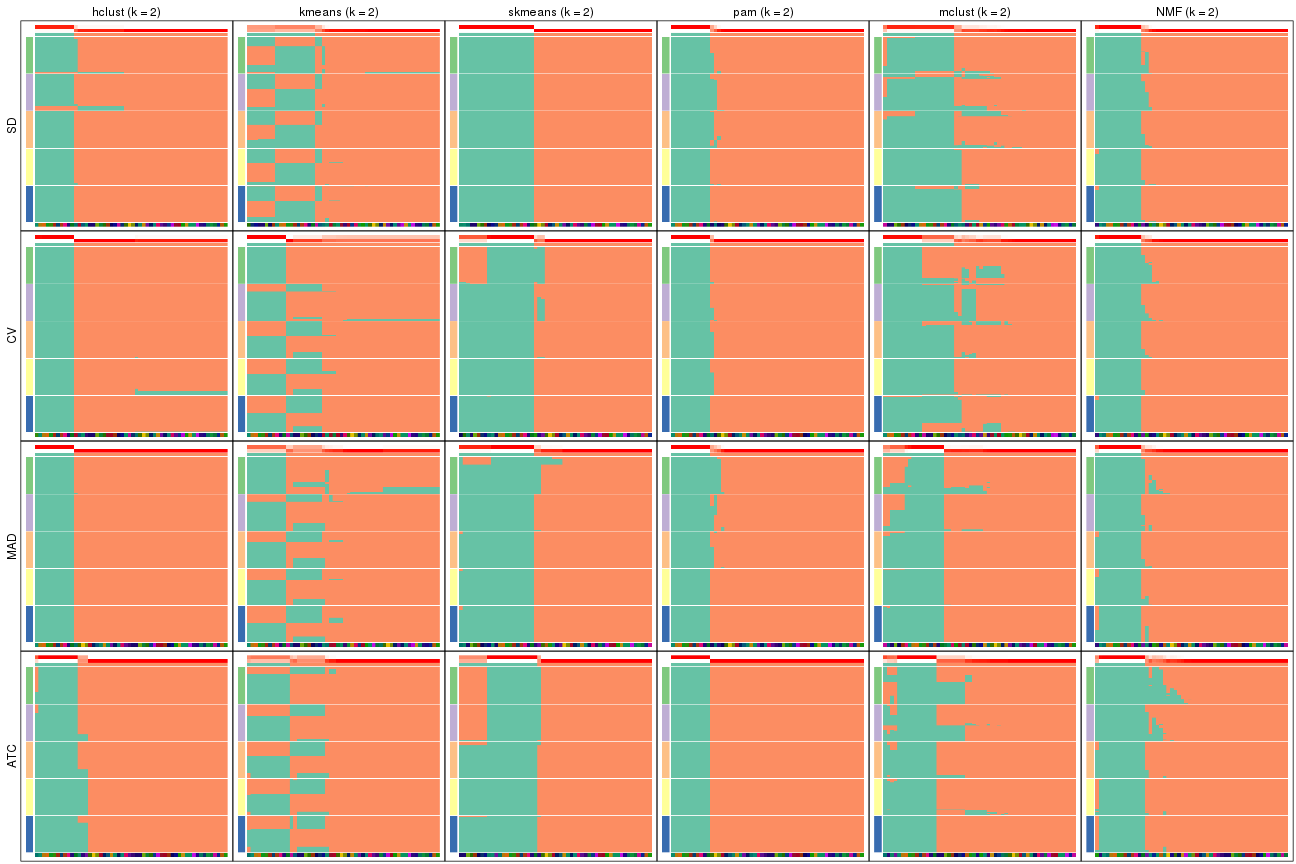 hclust (k = 2) kmeans (k = 2) skmeans (k = 2) pam (k = 2) mclust (k = 2) NMF (k = 2)
SD
CV
MAD
ATC